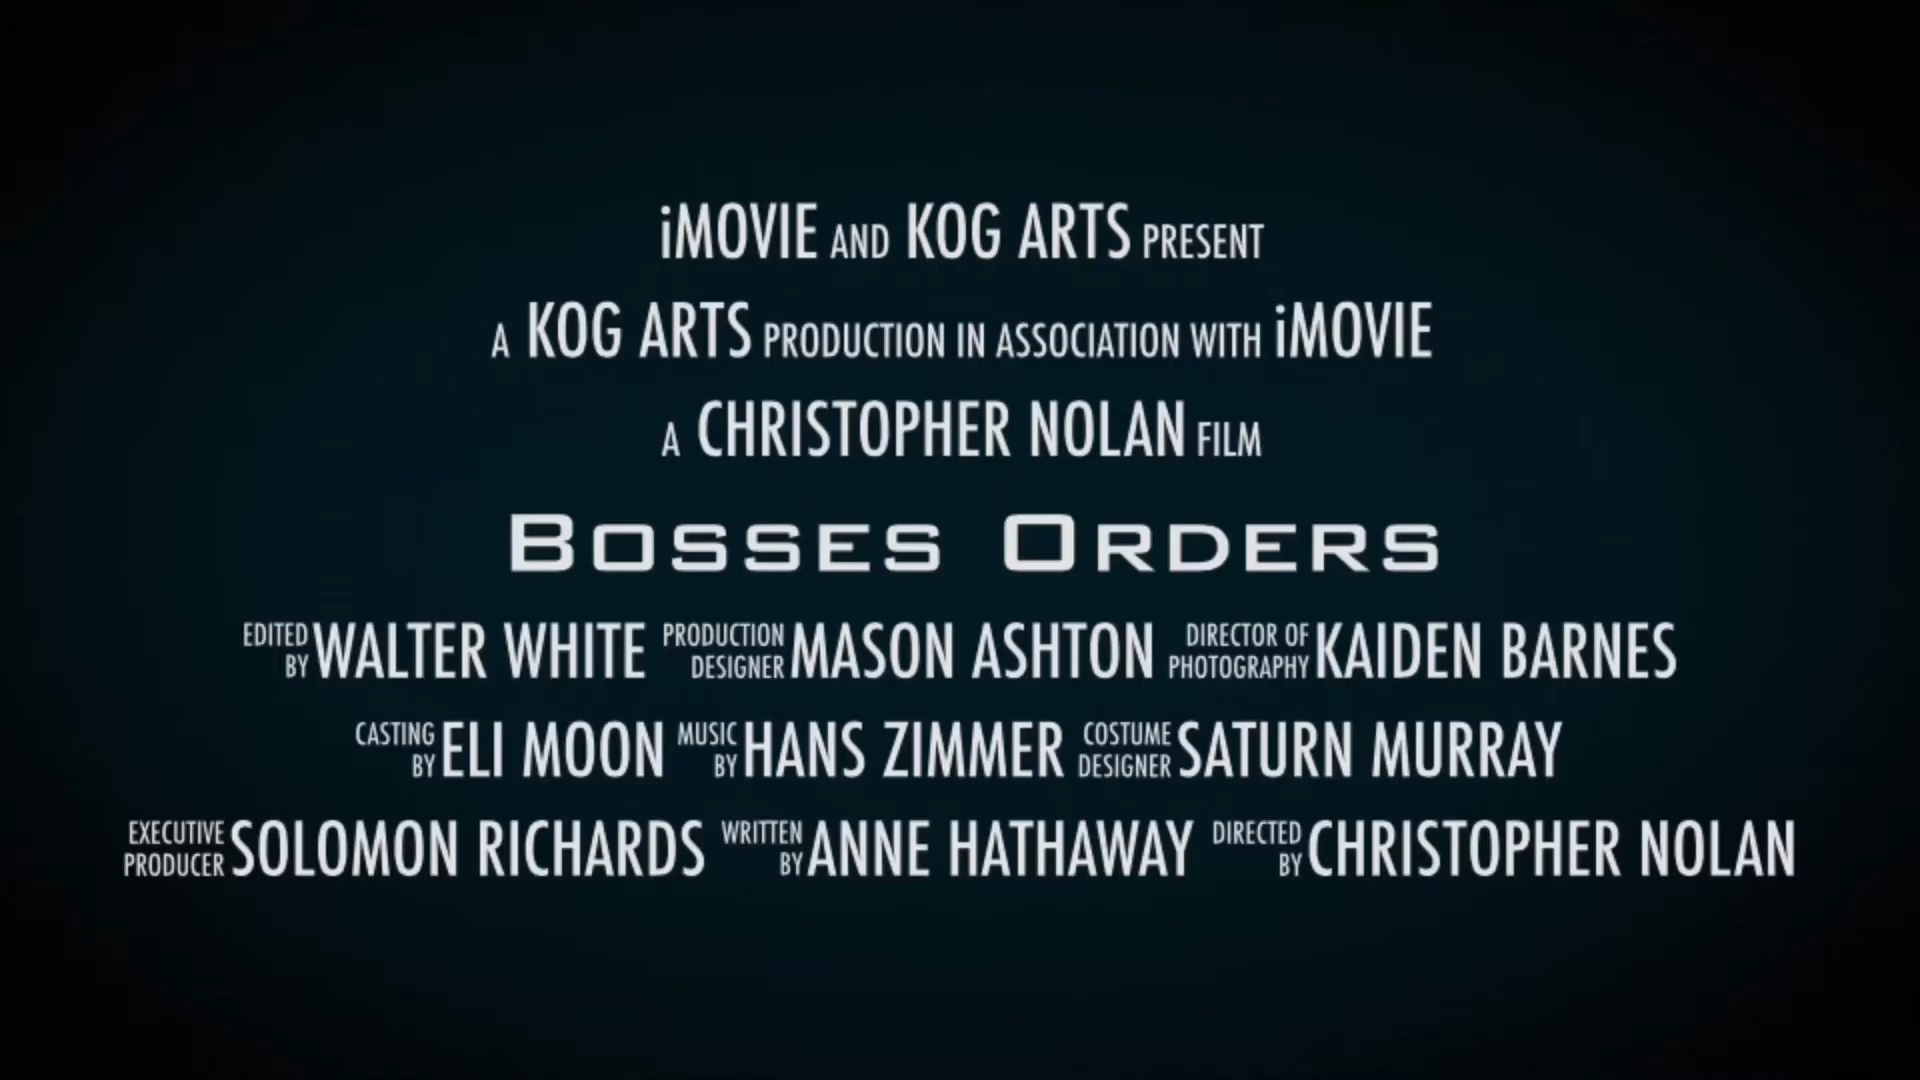 iMOVIE AND KOG ARTS PRESENT
A KOG ARTS PRODUCTION IN ASSOCIATION WITH iMOVIE
A CHRISTOPHER NOLAN FILM
BOSSES ORDERS
EDITED BY WALTER WHITE PRODUCTION DESIGNER MASON ASHTON DIRECTOR OF PHOTOGRAPHY KAIDEN BARNES
CASTING BY ELI MOON MUSIC BY HANS ZIMMER COSTUME DESIGNER SATURN MURRAY
EXECUTIVE PRODUCER SOLOMON RICHARDS WRITTEN BY ANNE HATHAWAY DIRECTED BY CHRISTOPHER NOLAN